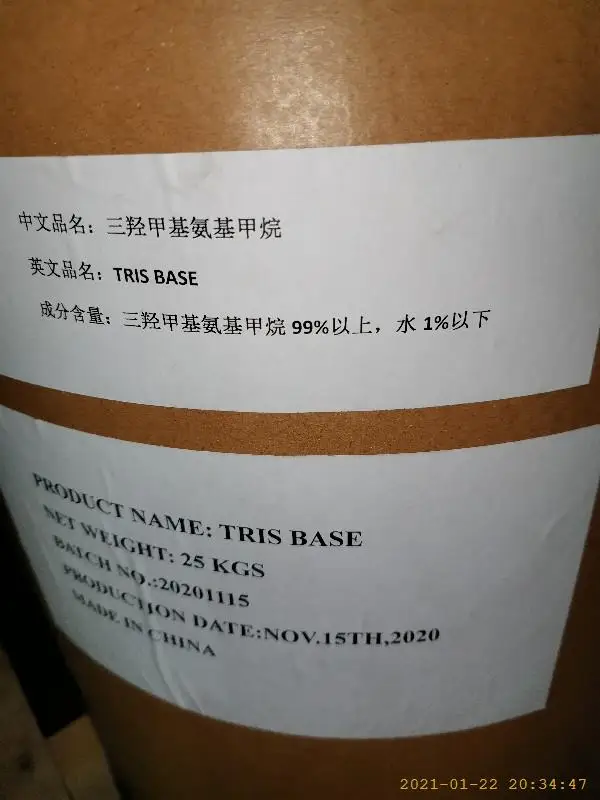 中文品名：三羟甲基氨基甲烷
英文品名：TRIS BASE
成分含量：三羟甲基氨基甲烷 99%以上，水 1%以下
PRODUCT NAME: TRIS BASE
NET WEIGHT: 25 KGS
BATCH NO.:20201115
PRODUCTION DATE:NOV.15TH,2020
MADE IN CHINA
2021-01-22 20:34:47